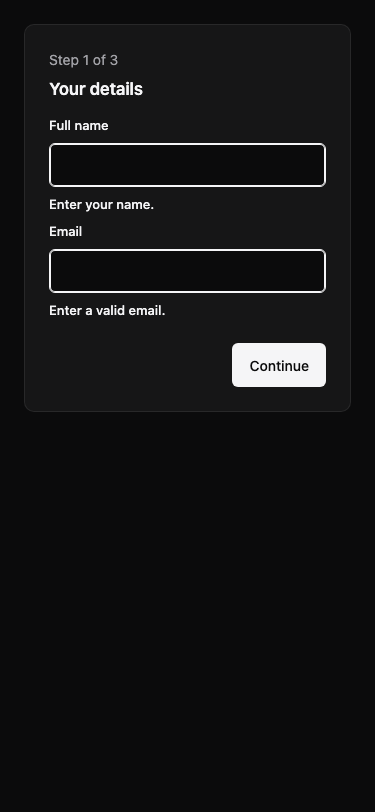 Step 1 of 3
Your details
Full name
Enter your name.
Email
Enter a valid email.
Continue